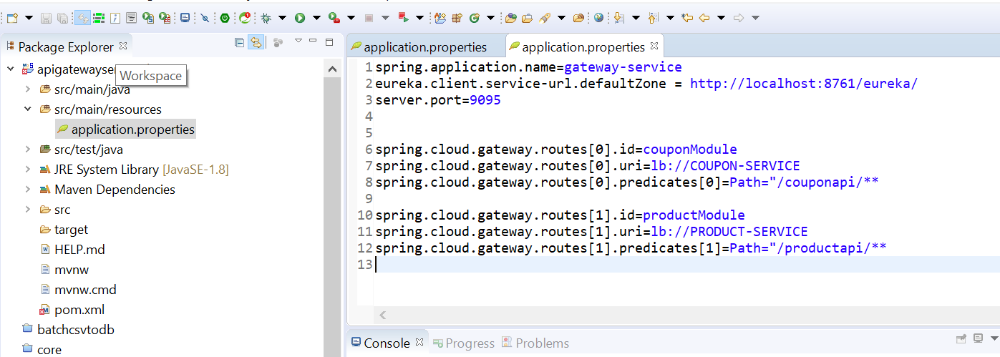 Package Explorer
apigatewayse
Workspace
src/main/java
src/main/resources
application.properties
src/test/java
JRE System Library [JavaSE-1.8]
Maven Dependencies
src
target
HELP.md
mvnw
mvnw.cmd
pom.xml
batchcsvtodb
core
application.properties
application.properties
1 spring.application.name=gateway-service
2 eureka.client.service-url.defaultZone = http://localhost:8761/eureka/
3 server.port=9095
4
5
6 spring.cloud.gateway.routes[0].id=couponModule
7 spring.cloud.gateway.routes[0].uri=lb://COUPON-SERVICE
8 spring.cloud.gateway.routes[0].predicates[0]=Path="/couponapi/**
9
10 spring.cloud.gateway.routes[1].id=productModule
11 spring.cloud.gateway.routes[1].uri=lb://PRODUCT-SERVICE
12 spring.cloud.gateway.routes[1].predicates[1]=Path="/productapi/**
13
Console
Progress
Problems